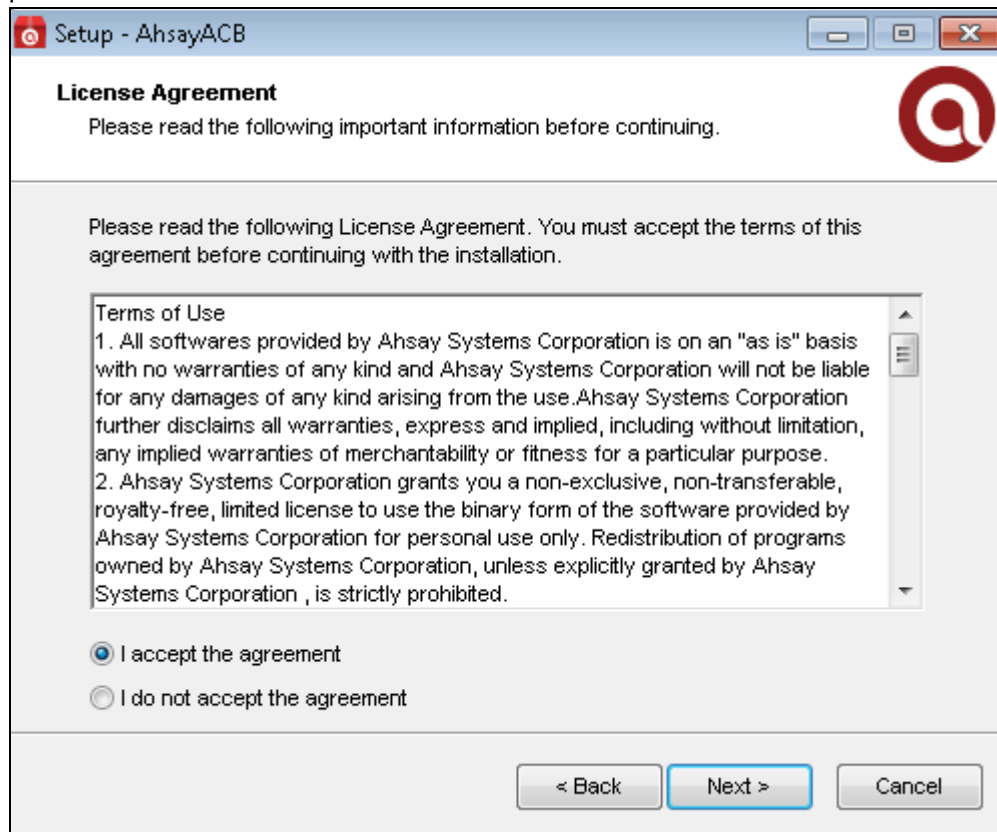 Setup - AhsayACB
License Agreement
Please read the following important information before continuing.
Please read the following License Agreement. You must accept the terms of this
agreement before continuing with the installation.
Terms of Use
1. All softwares provided by Ahsay Systems Corporation is on an "as is" basis
with no warranties of any kind and Ahsay Systems Corporation will not be liable
for any damages of any kind arising from the use.Ahsay Systems Corporation
further disclaims all warranties, express and implied, including without limitation,
any implied warranties of merchantability or fitness for a particular purpose.
2. Ahsay Systems Corporation grants you a non-exclusive, non-transferable,
royalty-free, limited license to use the binary form of the software provided by
Ahsay Systems Corporation for personal use only. Redistribution of programs
owned by Ahsay Systems Corporation, unless explicitly granted by Ahsay
Systems Corporation , is strictly prohibited.
I accept the agreement
I do not accept the agreement
< Back Next > Cancel